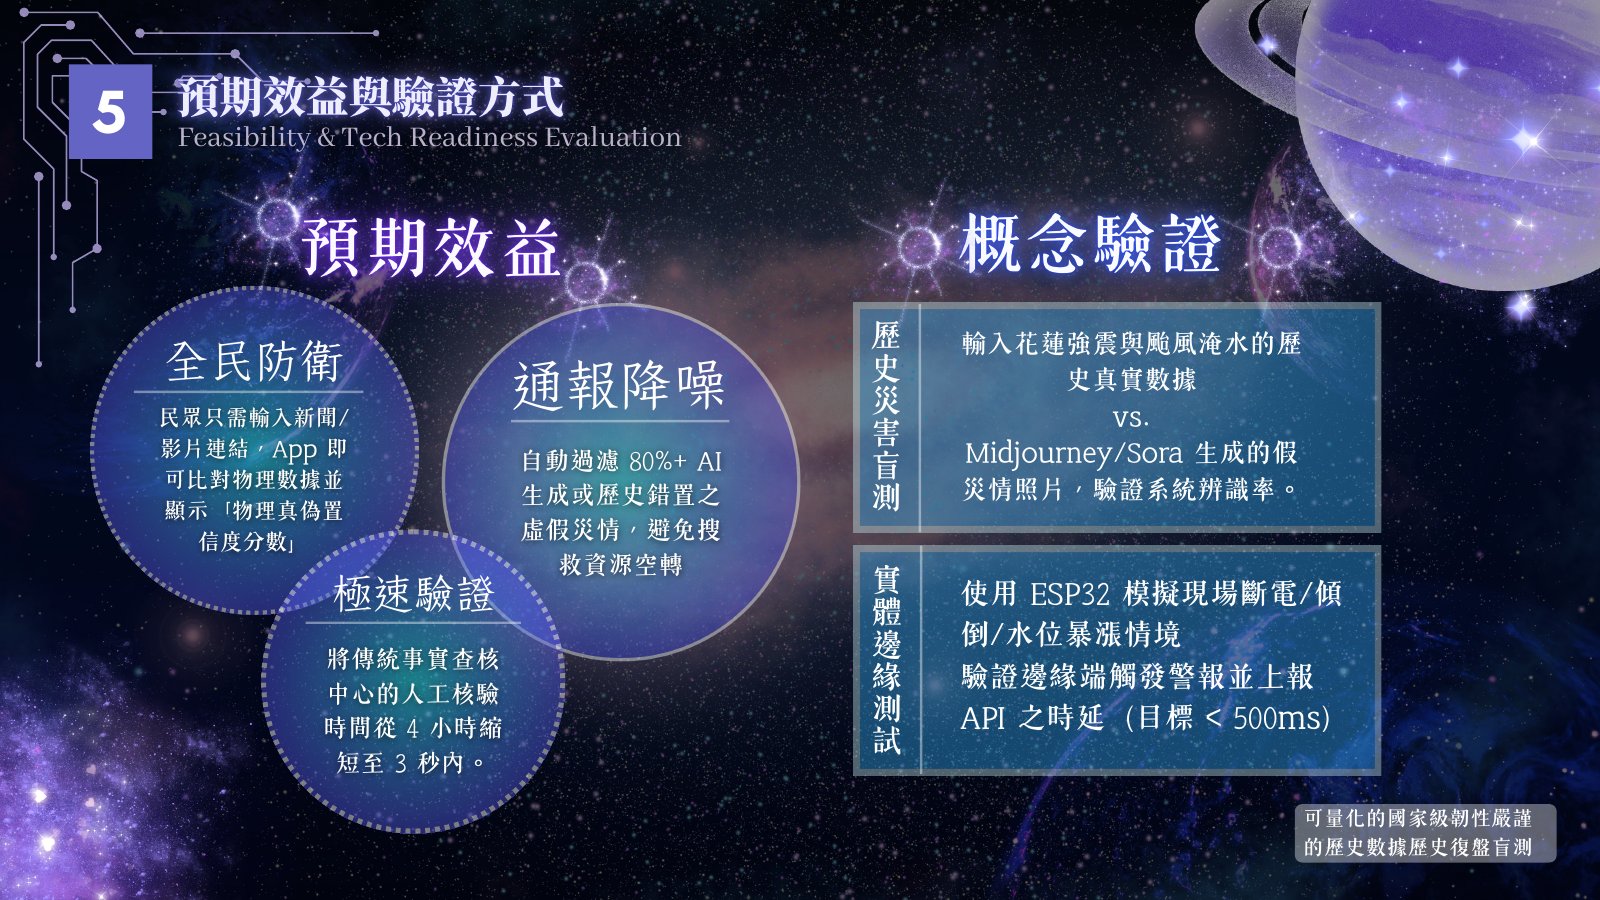 5
預期效益與驗證方式
Feasibility & Tech Readiness Evaluation
預期效益
全民防衛
民眾只需輸入新聞/
影片連結，App 即
可比對物理數據並
顯示「物理真偽置
信度分數」
通報降噪
自動過濾 80%+ AI
生成或歷史錯置之
虛假災情，避免搜
救資源空轉
極速驗證
將傳統事實查核
中心的人工核驗
時間從 4 小時縮
短至 3 秒內。
概念驗證
歷史災害盲測
輸入花蓮強震與颱風淹水的歷
史真實數據
vs.
Midjourney/Sora 生成的假
災情照片，驗證系統辨識率。
實體邊緣測試
使用 ESP32 模擬現場斷電/傾
倒/水位暴漲情境
驗證邊緣端觸發警報並上報
API 之時延（目標 < 500ms）
可量化的國家級韌性嚴謹
的歷史數據歷史復盤盲測